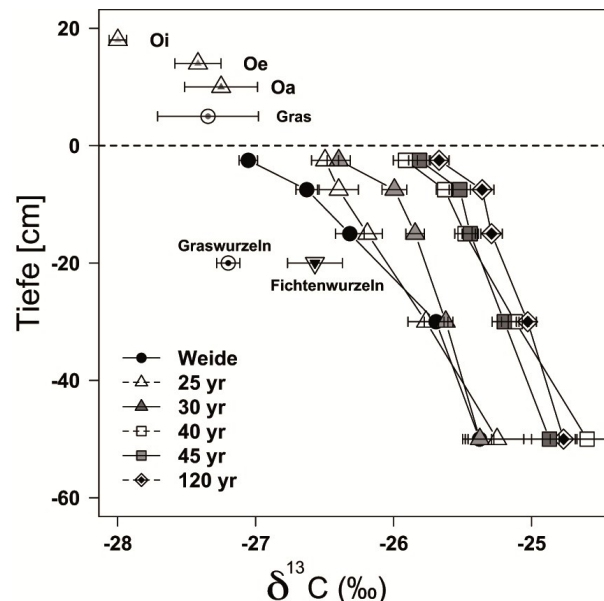 20
0
-20
-40
-60
Tiefe [cm]
Oi
Oe
Oa
Gras
Graswurzeln
Fichtenwurzeln
Weide
25 yr
30 yr
40 yr
45 yr
120 yr
-28
-27
-26
-25
δ¹³C (‰)